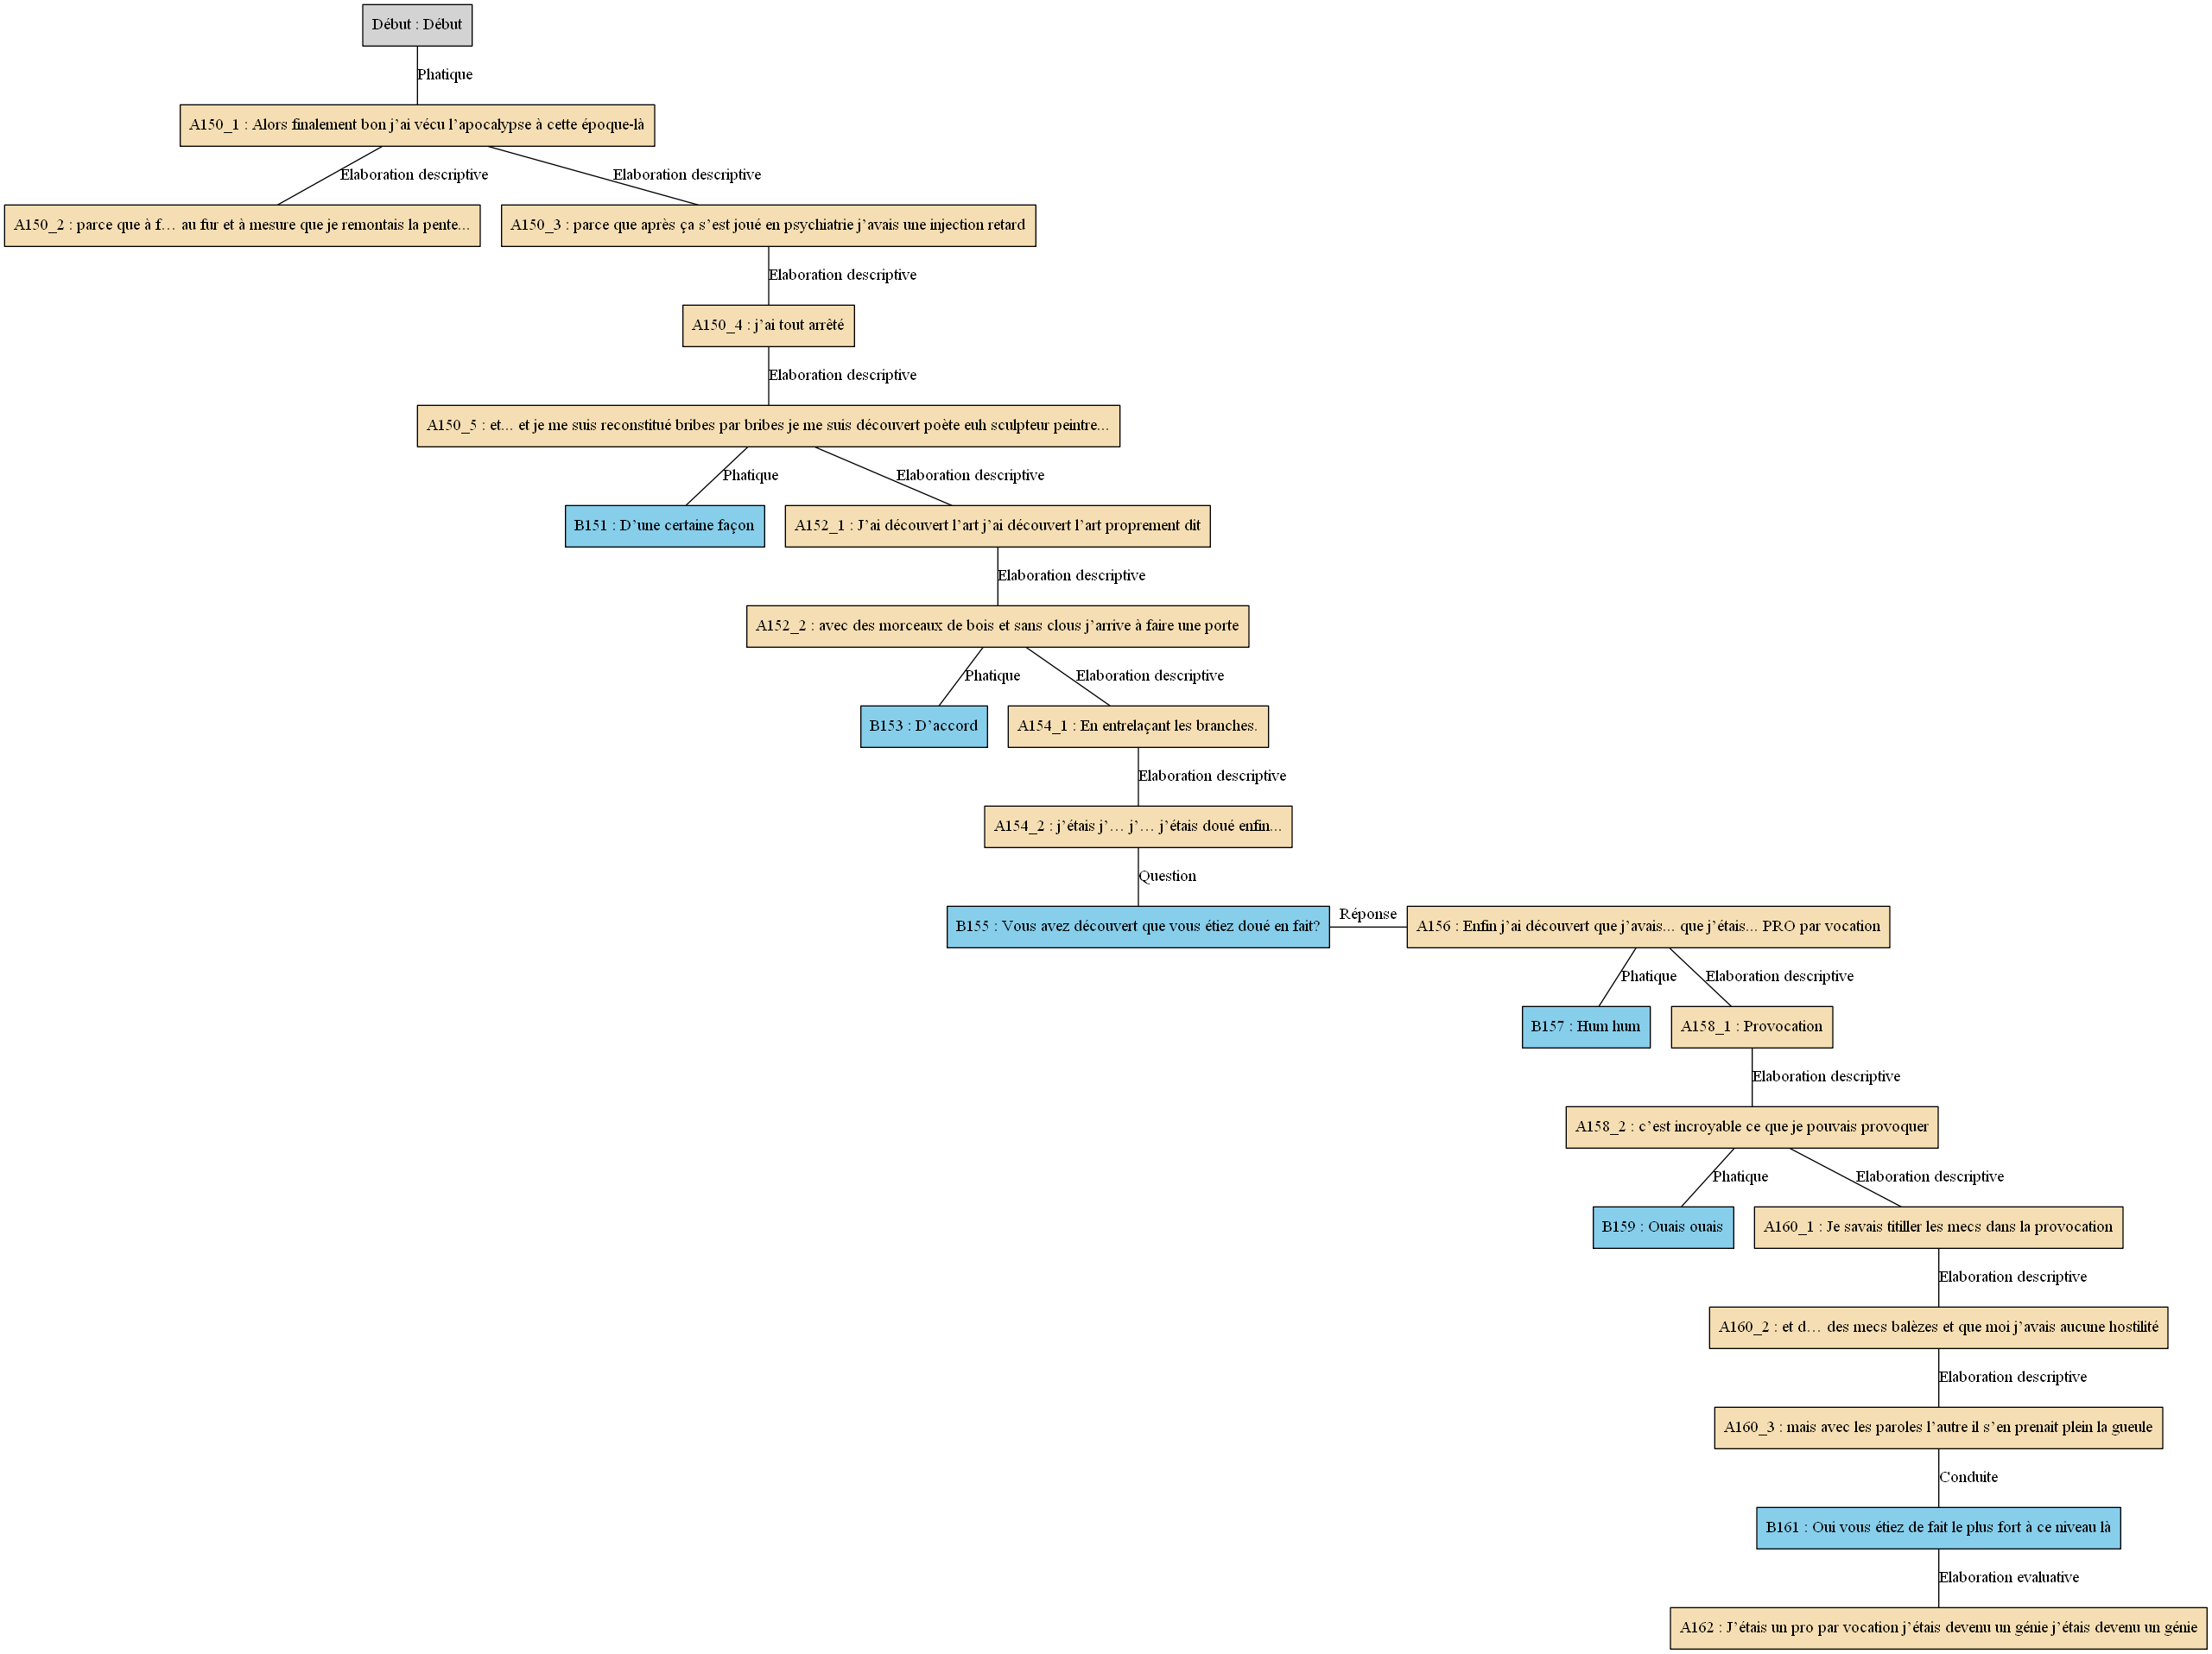 Début : Début
Phatique
A150_1 : Alors finalement bon j’ai vécu l’apocalypse à cette époque-là
Elaboration descriptive
Elaboration descriptive
A150_2 : parce que à f… au fur et à mesure que je remontais la pente...
A150_3 : parce que après ça s’est joué en psychiatrie j’avais une injection retard
Elaboration descriptive
A150_4 : j’ai tout arrêté
Elaboration descriptive
A150_5 : et... et je me suis reconstitué bribes par bribes je me suis découvert poète euh sculpteur peintre...
Phatique
Elaboration descriptive
B151 : D’une certaine façon
A152_1 : J’ai découvert l’art j’ai découvert l’art proprement dit
Elaboration descriptive
A152_2 : avec des morceaux de bois et sans clous j’arrive à faire une porte
Phatique
Elaboration descriptive
B153 : D’accord
A154_1 : En entrelaçant les branches.
Elaboration descriptive
A154_2 : j’étais j’… j’… j’étais doué enfin...
Question
B155 : Vous avez découvert que vous étiez doué en fait?
Réponse
A156 : Enfin j’ai découvert que j’avais... que j’étais... PRO par vocation
Phatique
Elaboration descriptive
B157 : Hum hum
A158_1 : Provocation
Elaboration descriptive
A158_2 : c’est incroyable ce que je pouvais provoquer
Phatique
Elaboration descriptive
B159 : Ouais ouais
A160_1 : Je savais titiller les mecs dans la provocation
Elaboration descriptive
A160_2 : et d… des mecs balèzes et que moi j’avais aucune hostilité
Elaboration descriptive
A160_3 : mais avec les paroles l’autre il s’en prenait plein la gueule
Conduite
B161 : Oui vous étiez de fait le plus fort à ce niveau là
Elaboration evaluative
A162 : J’étais un pro par vocation j’étais devenu un génie j’étais devenu un génie